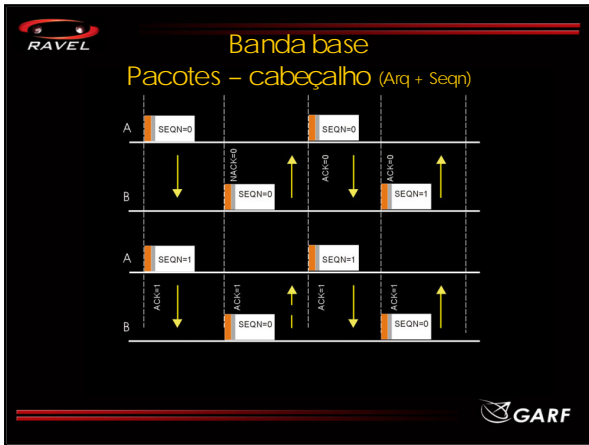 RAVEL
Banda base
Pacotes – cabeçalho (Arq + Seqn)
A
SEQN=0
SEQN=0
NACK=0
ACK=0
ACK=0
B
SEQN=0
SEQN=1
A
SEQN=1
SEQN=1
ACK=1
ACK=1
ACK=1
ACK=1
B
SEQN=0
SEQN=0
GARF